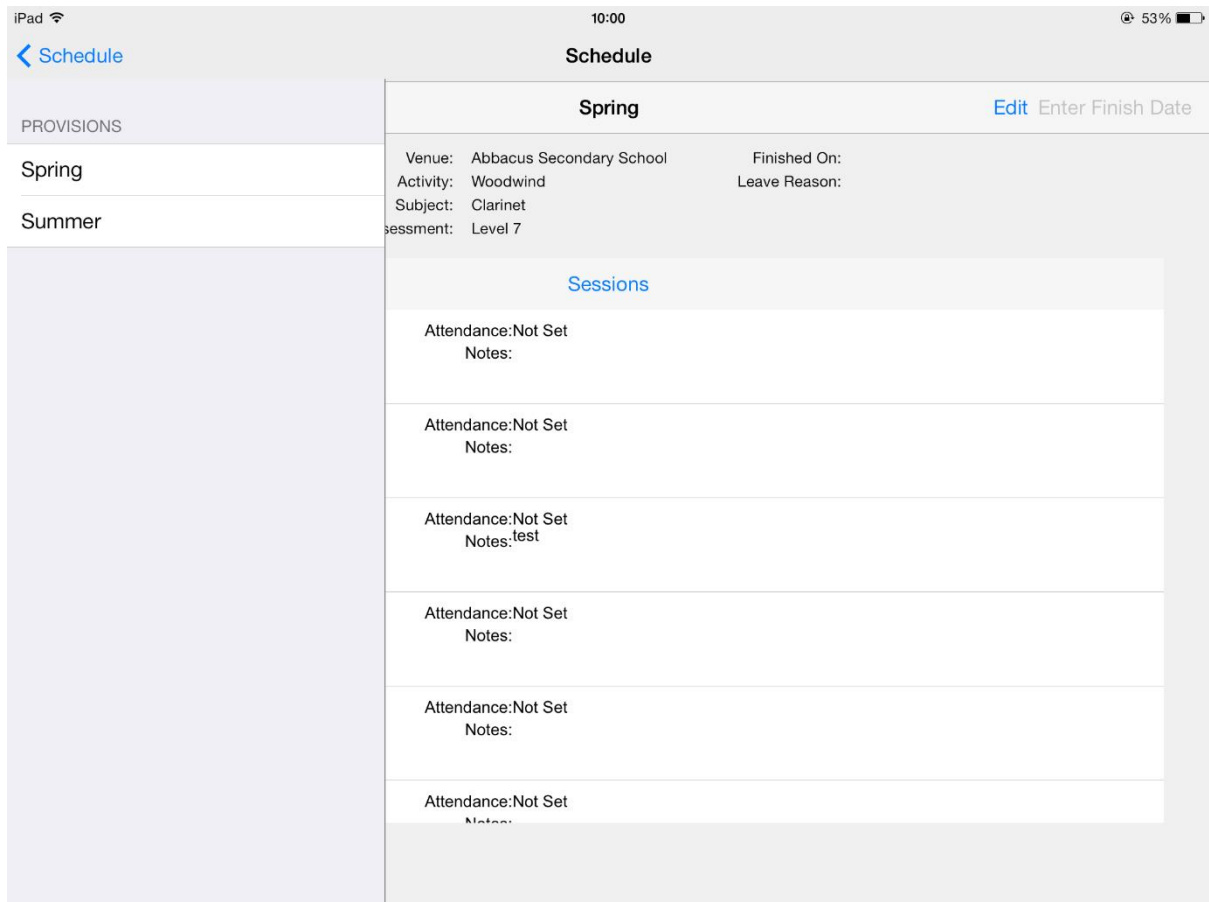 iPad 10:00 53%
Schedule Schedule
PROVISIONS
Spring
Summer
Spring Edit Enter Finish Date
Venue: Abbacus Secondary School Finished On:
Activity: Woodwind Leave Reason:
Subject: Clarinet
sessment: Level 7
Sessions
Attendance:Not Set
Notes:
Attendance:Not Set
Notes:
Attendance:Not Set
Notes:test
Attendance:Not Set
Notes:
Attendance:Not Set
Notes:
Attendance:Not Set
Notes: